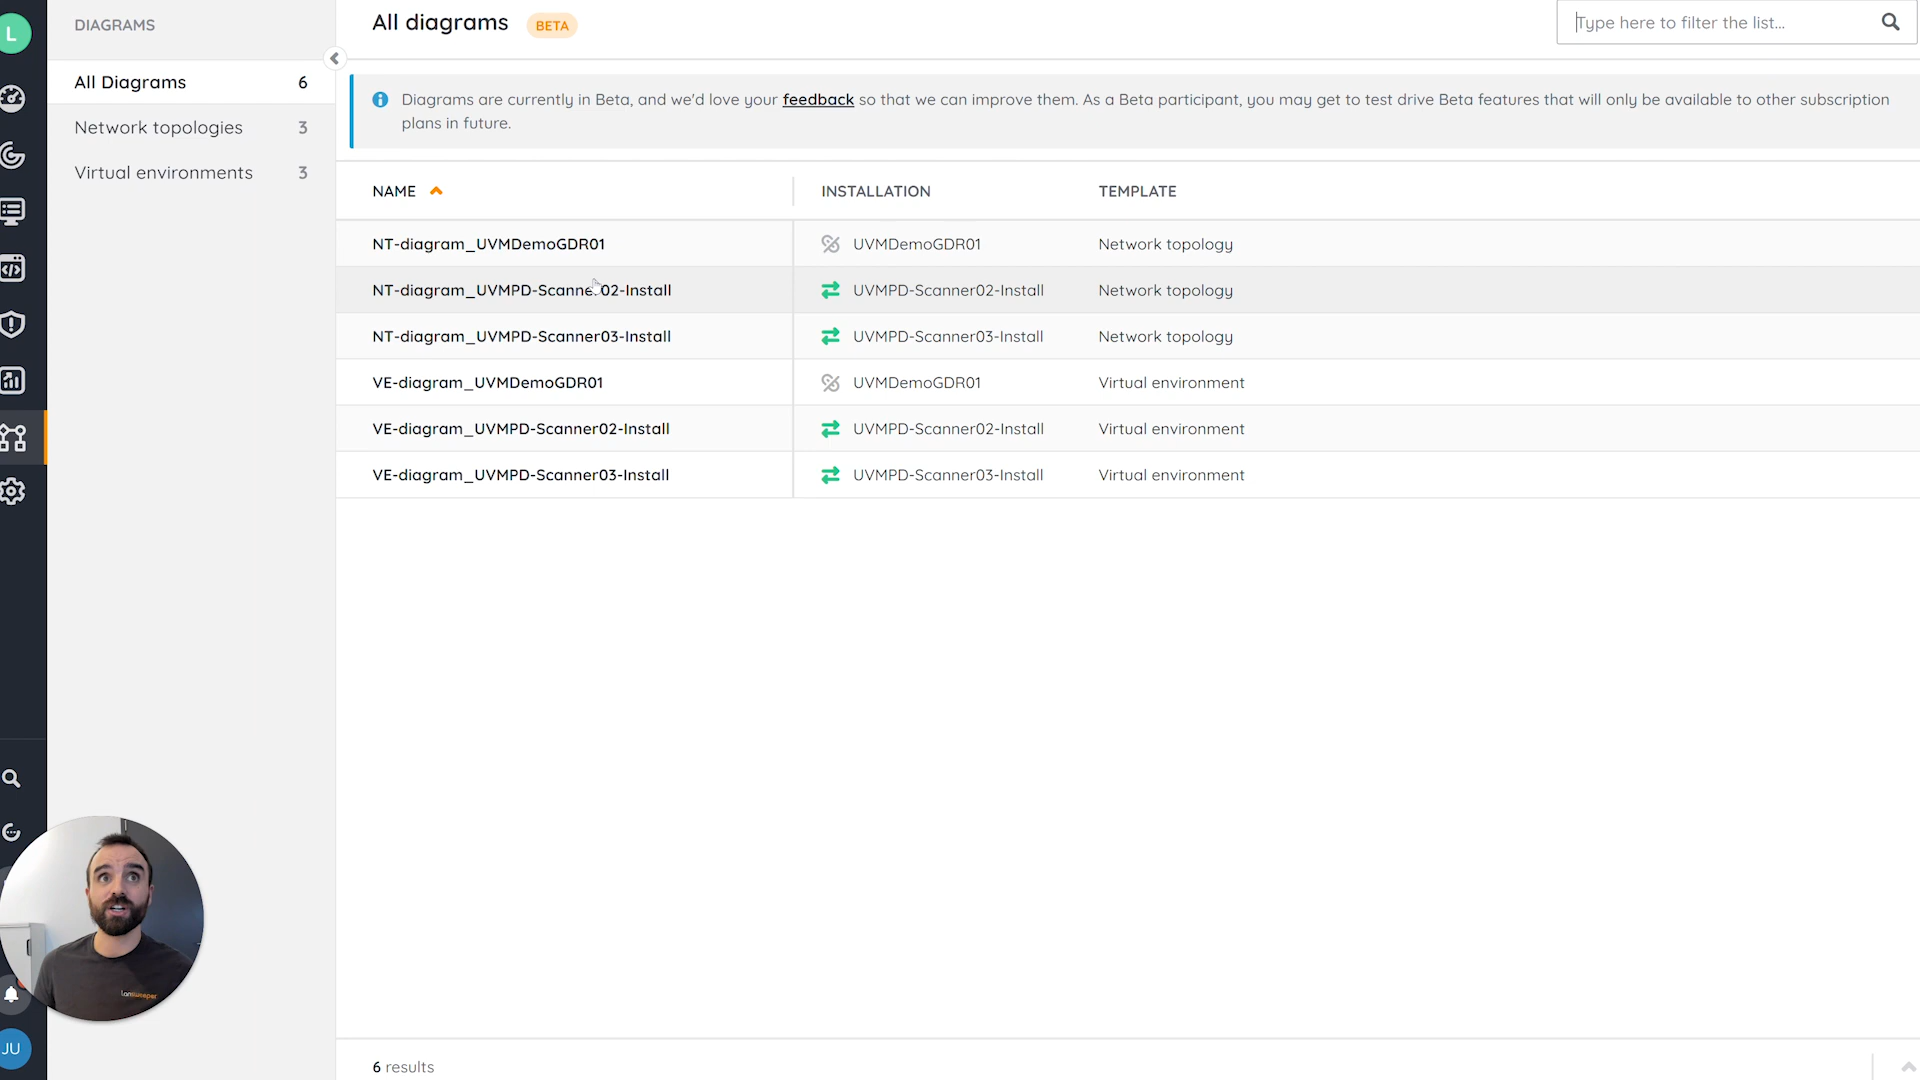 L
DIAGRAMS
All Diagrams 6
Network topologies 3
Virtual environments 3
All diagrams BETA
Type here to filter the list...
Diagrams are currently in Beta, and we'd love your feedback so that we can improve them. As a Beta participant, you may get to test drive Beta features that will only be available to other subscription
plans in future.
NAME INSTALLATION TEMPLATE
NT-diagram_UVMDemoGDR01 UVMDemoGDR01 Network topology
NT-diagram_UVMPD-Scanner02-Install UVMPD-Scanner02-Install Network topology
NT-diagram_UVMPD-Scanner03-Install UVMPD-Scanner03-Install Network topology
VE-diagram_UVMDemoGDR01 UVMDemoGDR01 Virtual environment
VE-diagram_UVMPD-Scanner02-Install UVMPD-Scanner02-Install Virtual environment
VE-diagram_UVMPD-Scanner03-Install UVMPD-Scanner03-Install Virtual environment
lansweeper
JU
6 results